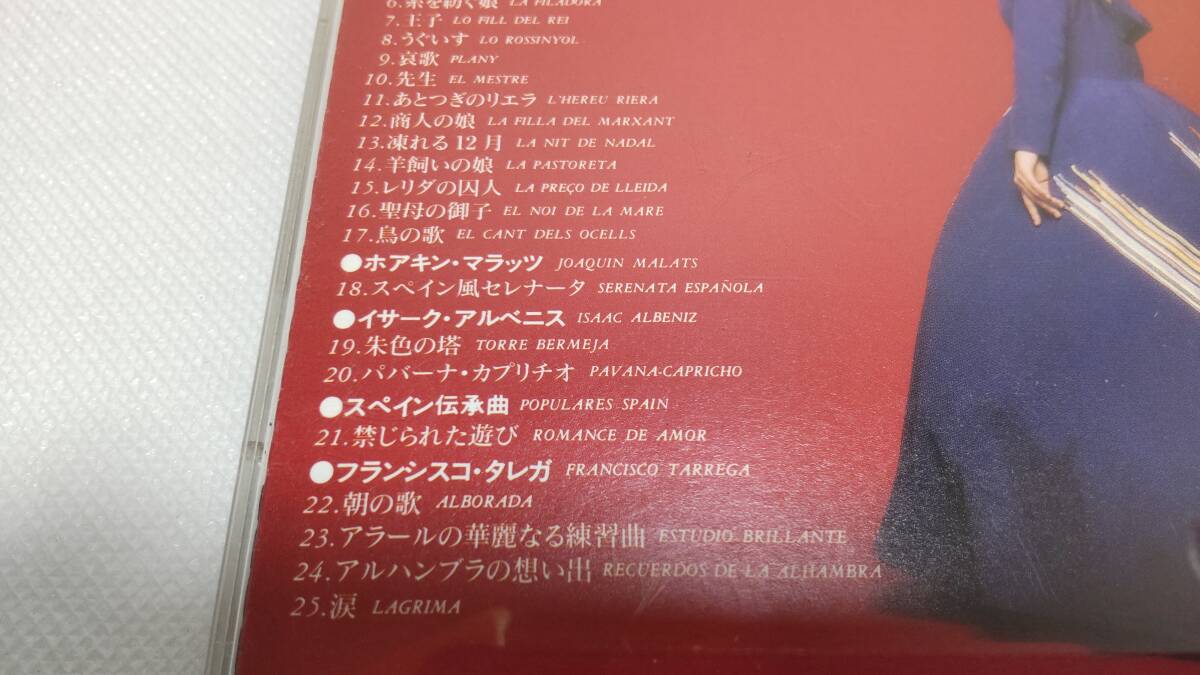 6.糸を紡ぐ娘 LA FILADORA
7.王子 LO FILL DEL REI
8.うぐいす LO ROSSINYOL
9.哀歌 PLANY
10.先生 EL MESTRE
11.あとつぎのリエラ L'HEREU RIERA
12.商人の娘 LA FILLA DEL MARXANT
13.凍れる12月 LA NIT DE NADAL
14.羊飼いの娘 LA PASTORETA
15.レリダの囚人 LA PREÇO DE LLEIDA
16.聖母の御子 EL NOI DE LA MARE
17.鳥の歌 EL CANT DELS OCELLS
●ホアキン・マラッツ JOAQUIN MALATS
18.スペイン風セレナータ SERENATA ESPAÑOLA
●イサーク・アルベニス ISAAC ALBENIZ
19.朱色の塔 TORRE BERMEJA
20.パバーナ・カプリチオ PAVANA-CAPRICHO
●スペイン伝承曲 POPULARES SPAIN
21.禁じられた遊び ROMANCE DE AMOR
●フランシスコ・タレガ FRANCISCO TARREGA
22.朝の歌 ALBORADA
23.アラールの華麗なる練習曲 ESTUDIO BRILLANTE
24.アルハンブラの想い出 RECUERDOS DE LA ALHAMBRA
25.涙 LAGRIMA